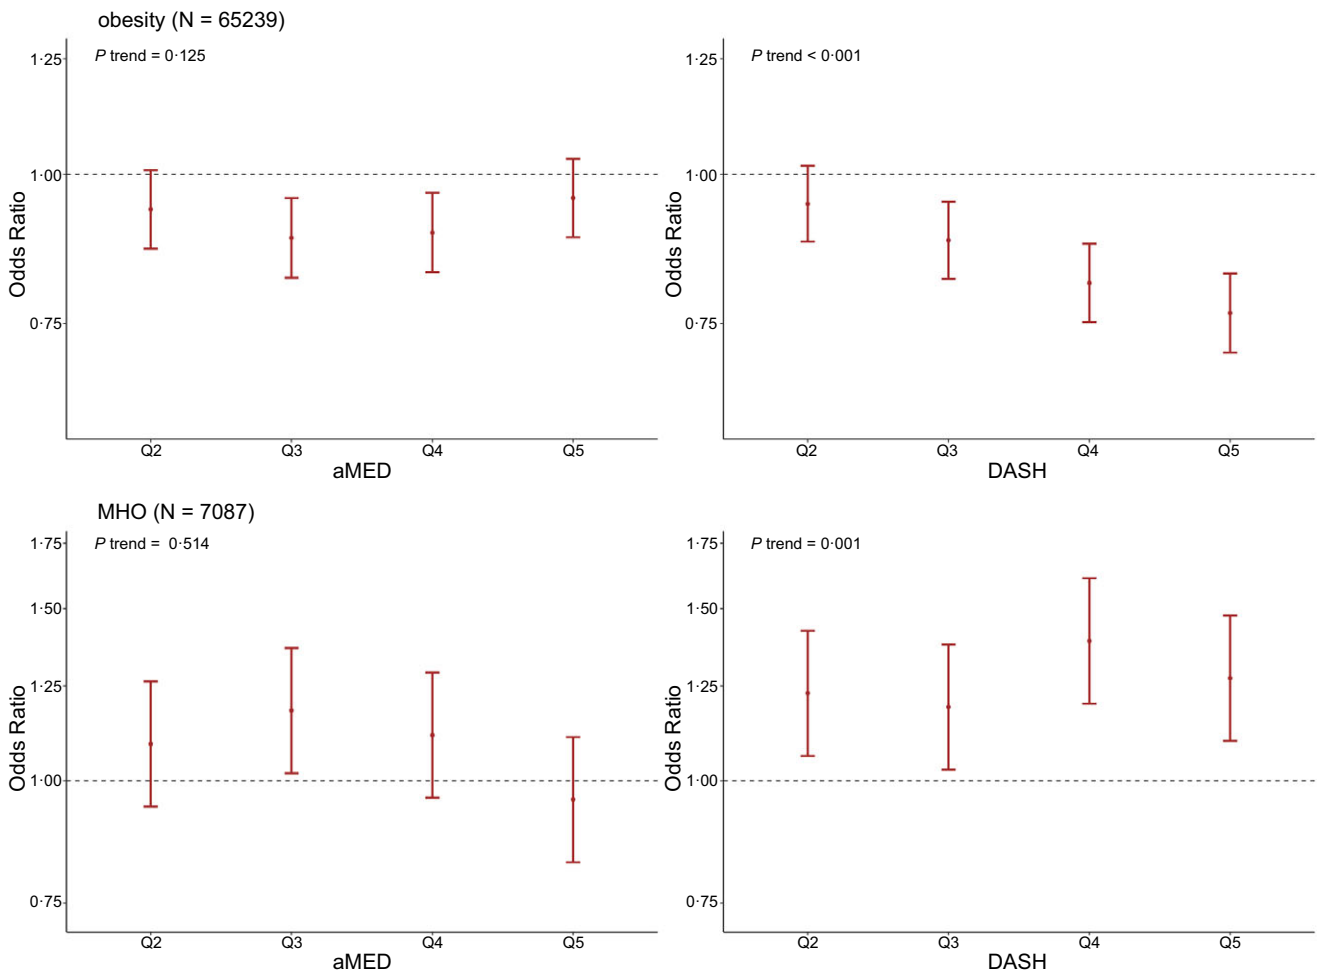 obesity (N = 65239)
P trend = 0·125
1·25
1·00
0·75
Odds Ratio
Q2 Q3 Q4 Q5
aMED
P trend < 0·001
1·25
1·00
0·75
Odds Ratio
Q2 Q3 Q4 Q5
DASH
MHO (N = 7087)
P trend = 0·514
1·75
1·50
1·25
1·00
0·75
Odds Ratio
Q2 Q3 Q4 Q5
aMED
P trend = 0·001
1·75
1·50
1·25
1·00
0·75
Odds Ratio
Q2 Q3 Q4 Q5
DASH